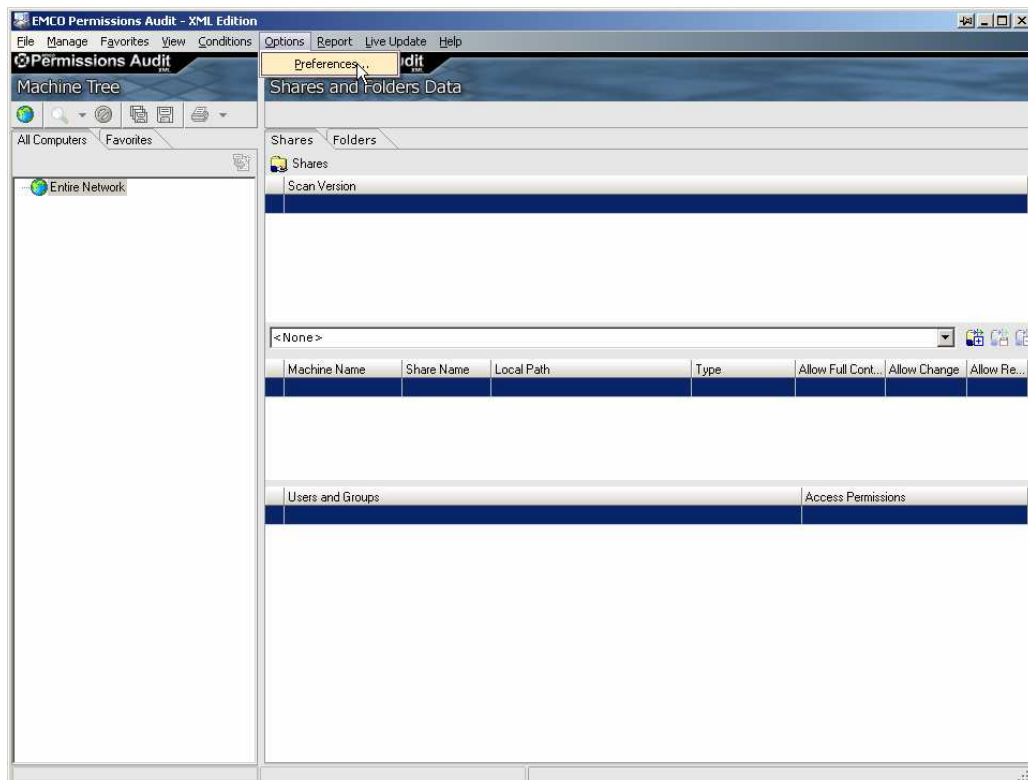 EMCO Permissions Audit - XML Edition
File Manage Favorites View Conditions Options Report Live Update Help
Preferences...
Permissions Audit
XML
dit
Machine Tree
Shares and Folders Data
All Computers Favorites
Shares Folders
Shares
Entire Network
Scan Version
<None>
Machine Name Share Name Local Path Type Allow Full Cont... Allow Change Allow Re...
Users and Groups Access Permissions